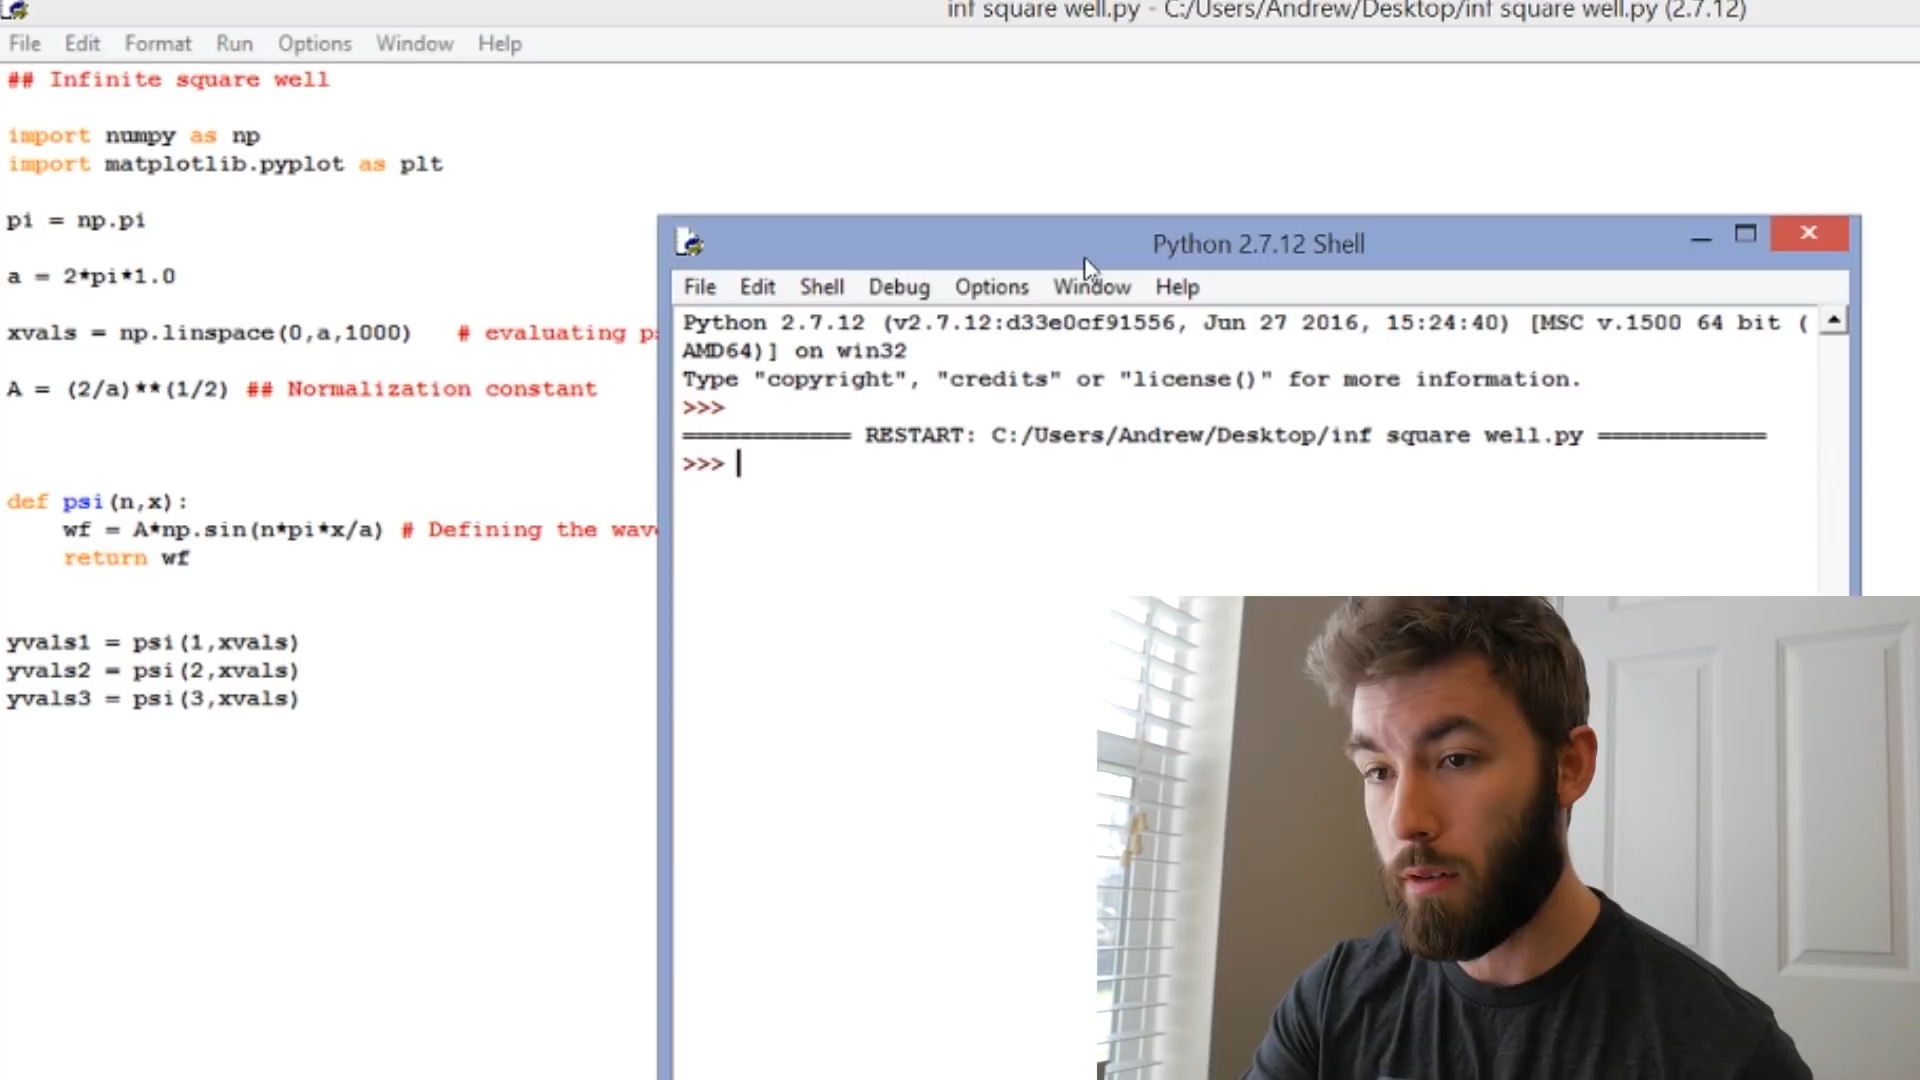 inf square well.py - C:/Users/Andrew/Desktop/inf square well.py (2.7.12)
File Edit Format Run Options Window Help
## Infinite square well
import numpy as np
import matplotlib.pyplot as plt
pi = np.pi
a = 2*pi*1.0
xvals = np.linspace(0,a,1000) # evaluating
A = (2/a)**(1/2) ## Normalization constant
def psi(n,x):
wf = A*np.sin(n*pi*x/a) # Defining the
return wf
yvals1 = psi(1,xvals)
yvals2 = psi(2,xvals)
yvals3 = psi(3,xvals)
Python 2.7.12 Shell
File Edit Shell Debug Options Window Help
Python 2.7.12 (v2.7.12:d33e0cf91556, Jun 27 2016, 15:24:40) [MSC v.1500 64 bit (
AMD64)] on win32
Type "copyright", "credits" or "license()" for more information.
>>>
============ RESTART: C:/Users/Andrew/Desktop/inf square well.py ============
>>>